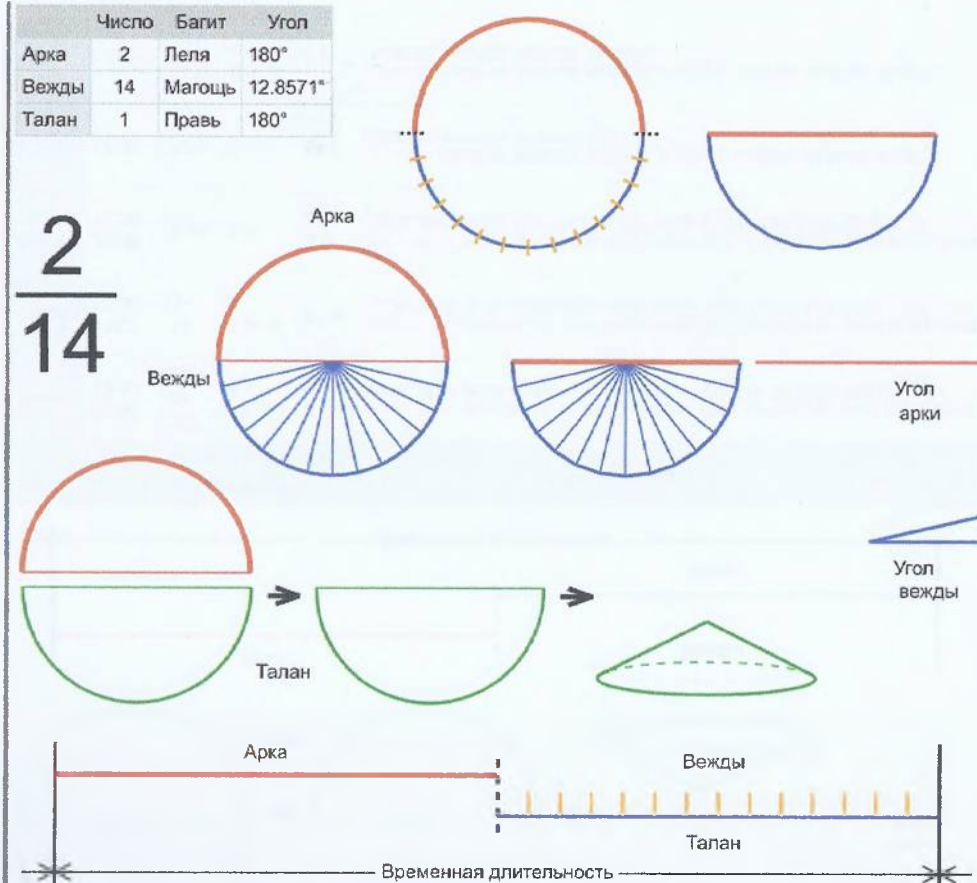 Число Багит Угол
Арка 2 Леля 180°
Вежды 14 Магощь 12.8571°
Талан 1 Правь 180°
2
14
Арка
Вежды
Угол
арки
Угол
вежды
Талан
Арка
Вежды
Талан
Временная длительность